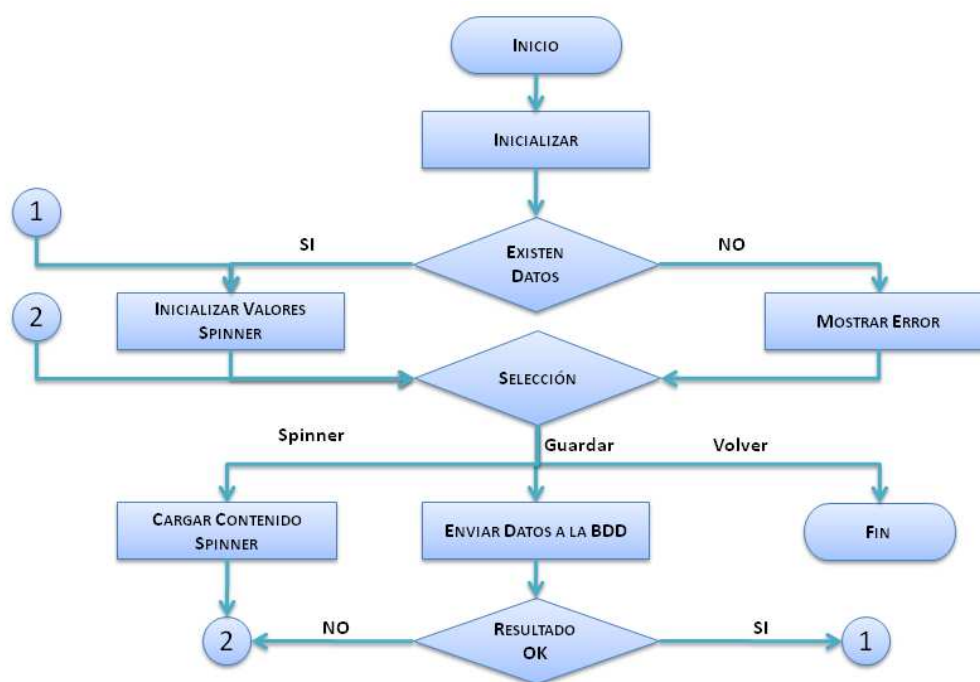 INICIO
INICIALIZAR
1
SI
EXISTEN
DATOS
NO
2
INICIALIZAR VALORES
SPINNER
MOSTRAR ERROR
SELECCIÓN
Spinner
Guardar
Volver
CARGAR CONTENIDO
SPINNER
ENVIAR DATOS A LA BDD
FIN
2
NO
RESULTADO
OK
SI
1